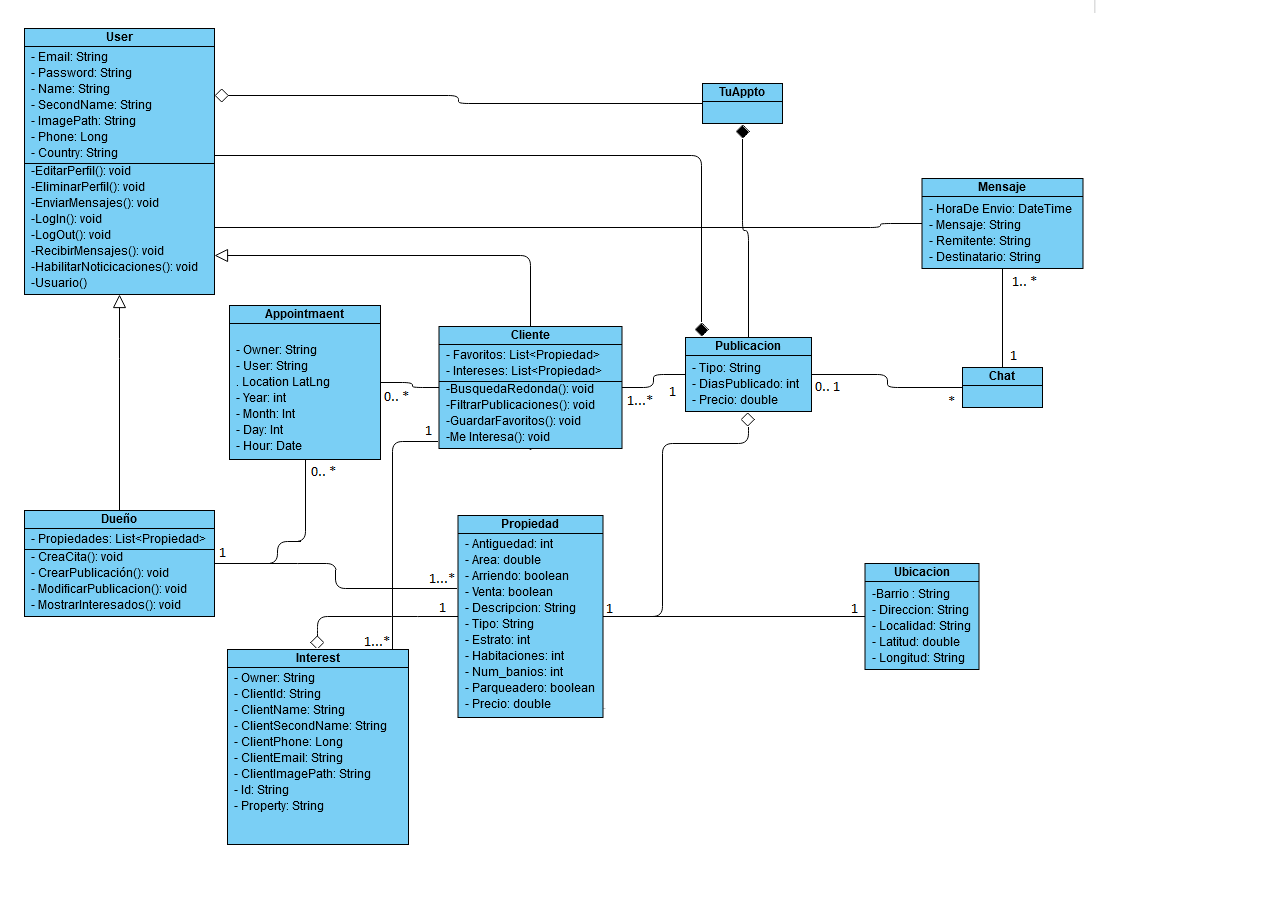 User
- Email: String
- Password: String
- Name: String
- SecondName: String
- ImagePath: String
- Phone: Long
- Country: String
-EditarPerfil(): void
-EliminarPerfil(): void
-EnviarMensajes(): void
-LogIn(): void
-LogOut(): void
-RecibirMensajes(): void
-HabilitarNoticicaciones(): void
-Usuario()
TuAppto
Mensaje
- HoraDe Envio: DateTime
- Mensaje: String
- Remitente: String
- Destinatario: String
1.. *
1
Chat
Appointmaent
- Owner: String
- User: String
. Location LatLng
- Year: int
- Month: Int
- Day: Int
- Hour: Date
0.. *
0.. *
Cliente
- Favoritos: List<Propiedad>
- Intereses: List<Propiedad>
-BusquedaRedonda(): void
-FiltrarPublicaciones(): void
-GuardarFavoritos(): void
-Me Interesa(): void
1
1...*
1
Publicacion
- Tipo: String
- DiasPublicado: int
- Precio: double
0.. 1
*
Dueño
- Propiedades: List<Propiedad>
- CreaCita(): void
- CrearPublicación(): void
- ModificarPublicacion(): void
- MostrarInteresados(): void
1
1...*
1
1...*
Propiedad
- Antiguedad: int
- Area: double
- Arriendo: boolean
- Venta: boolean
- Descripcion: String
- Tipo: String
- Estrato: int
- Habitaciones: int
- Num_banios: int
- Parqueadero: boolean
- Precio: double
1
1
Ubicacion
-Barrio : String
- Direccion: String
- Localidad: String
- Latitud: double
- Longitud: String
Interest
- Owner: String
- ClientId: String
- ClientName: String
- ClientSecondName: String
- ClientPhone: Long
- ClientEmail: String
- ClientImagePath: String
- Id: String
- Property: String